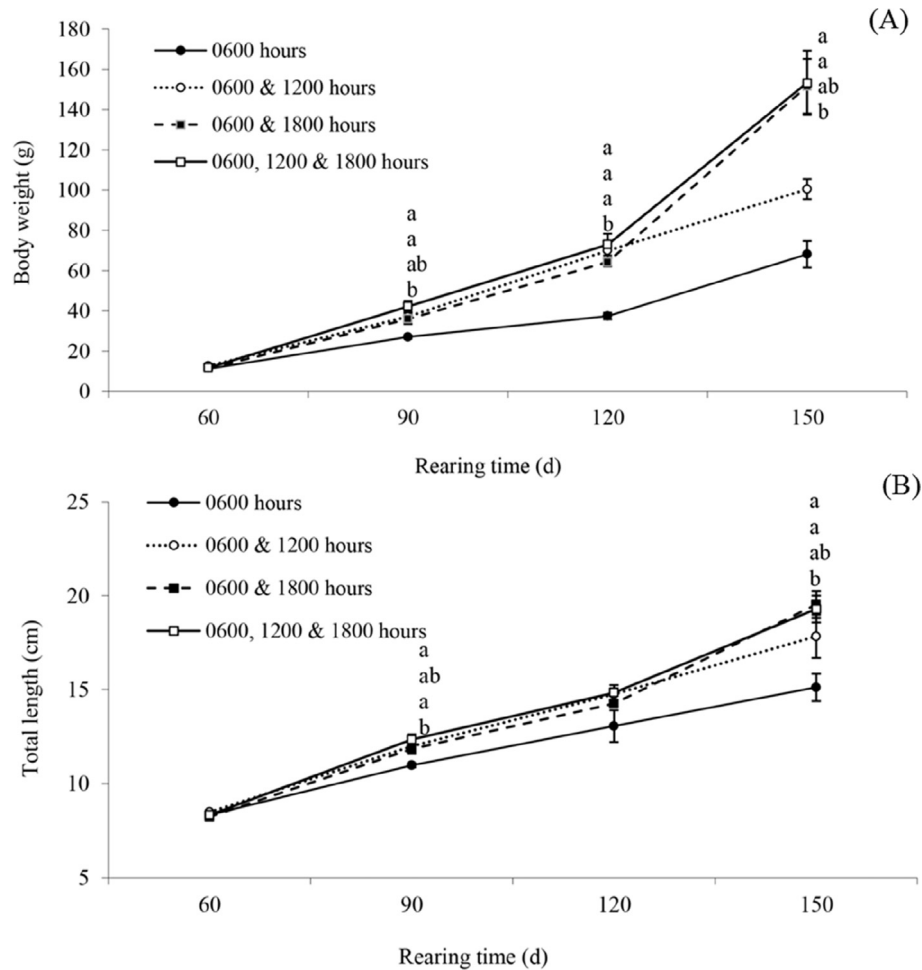 (A)
180
160
140
120
100
80
60
40
20
0
Body weight (g)
0600 hours
0600 & 1200 hours
0600 & 1800 hours
0600, 1200 & 1800 hours
a
a
ab
b
a
a
a
b
a
a
ab
b
60 90 120 150
Rearing time (d)
(B)
25
20
15
10
5
Total length (cm)
0600 hours
0600 & 1200 hours
0600 & 1800 hours
0600, 1200 & 1800 hours
a
ab
a
b
a
a
ab
b
60 90 120 150
Rearing time (d)